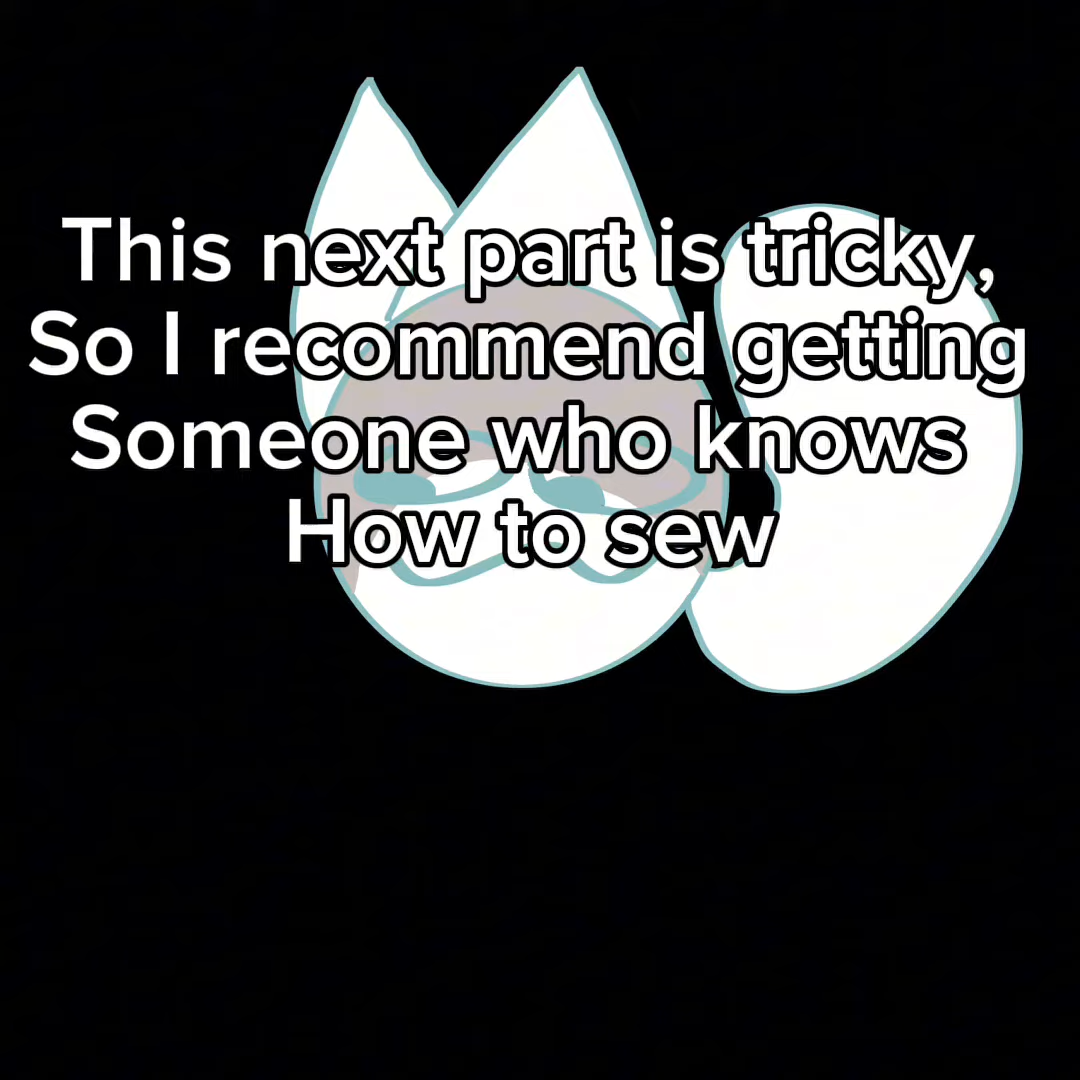 This next part is tricky,
So I recommend getting
Someone who knows
How to sew